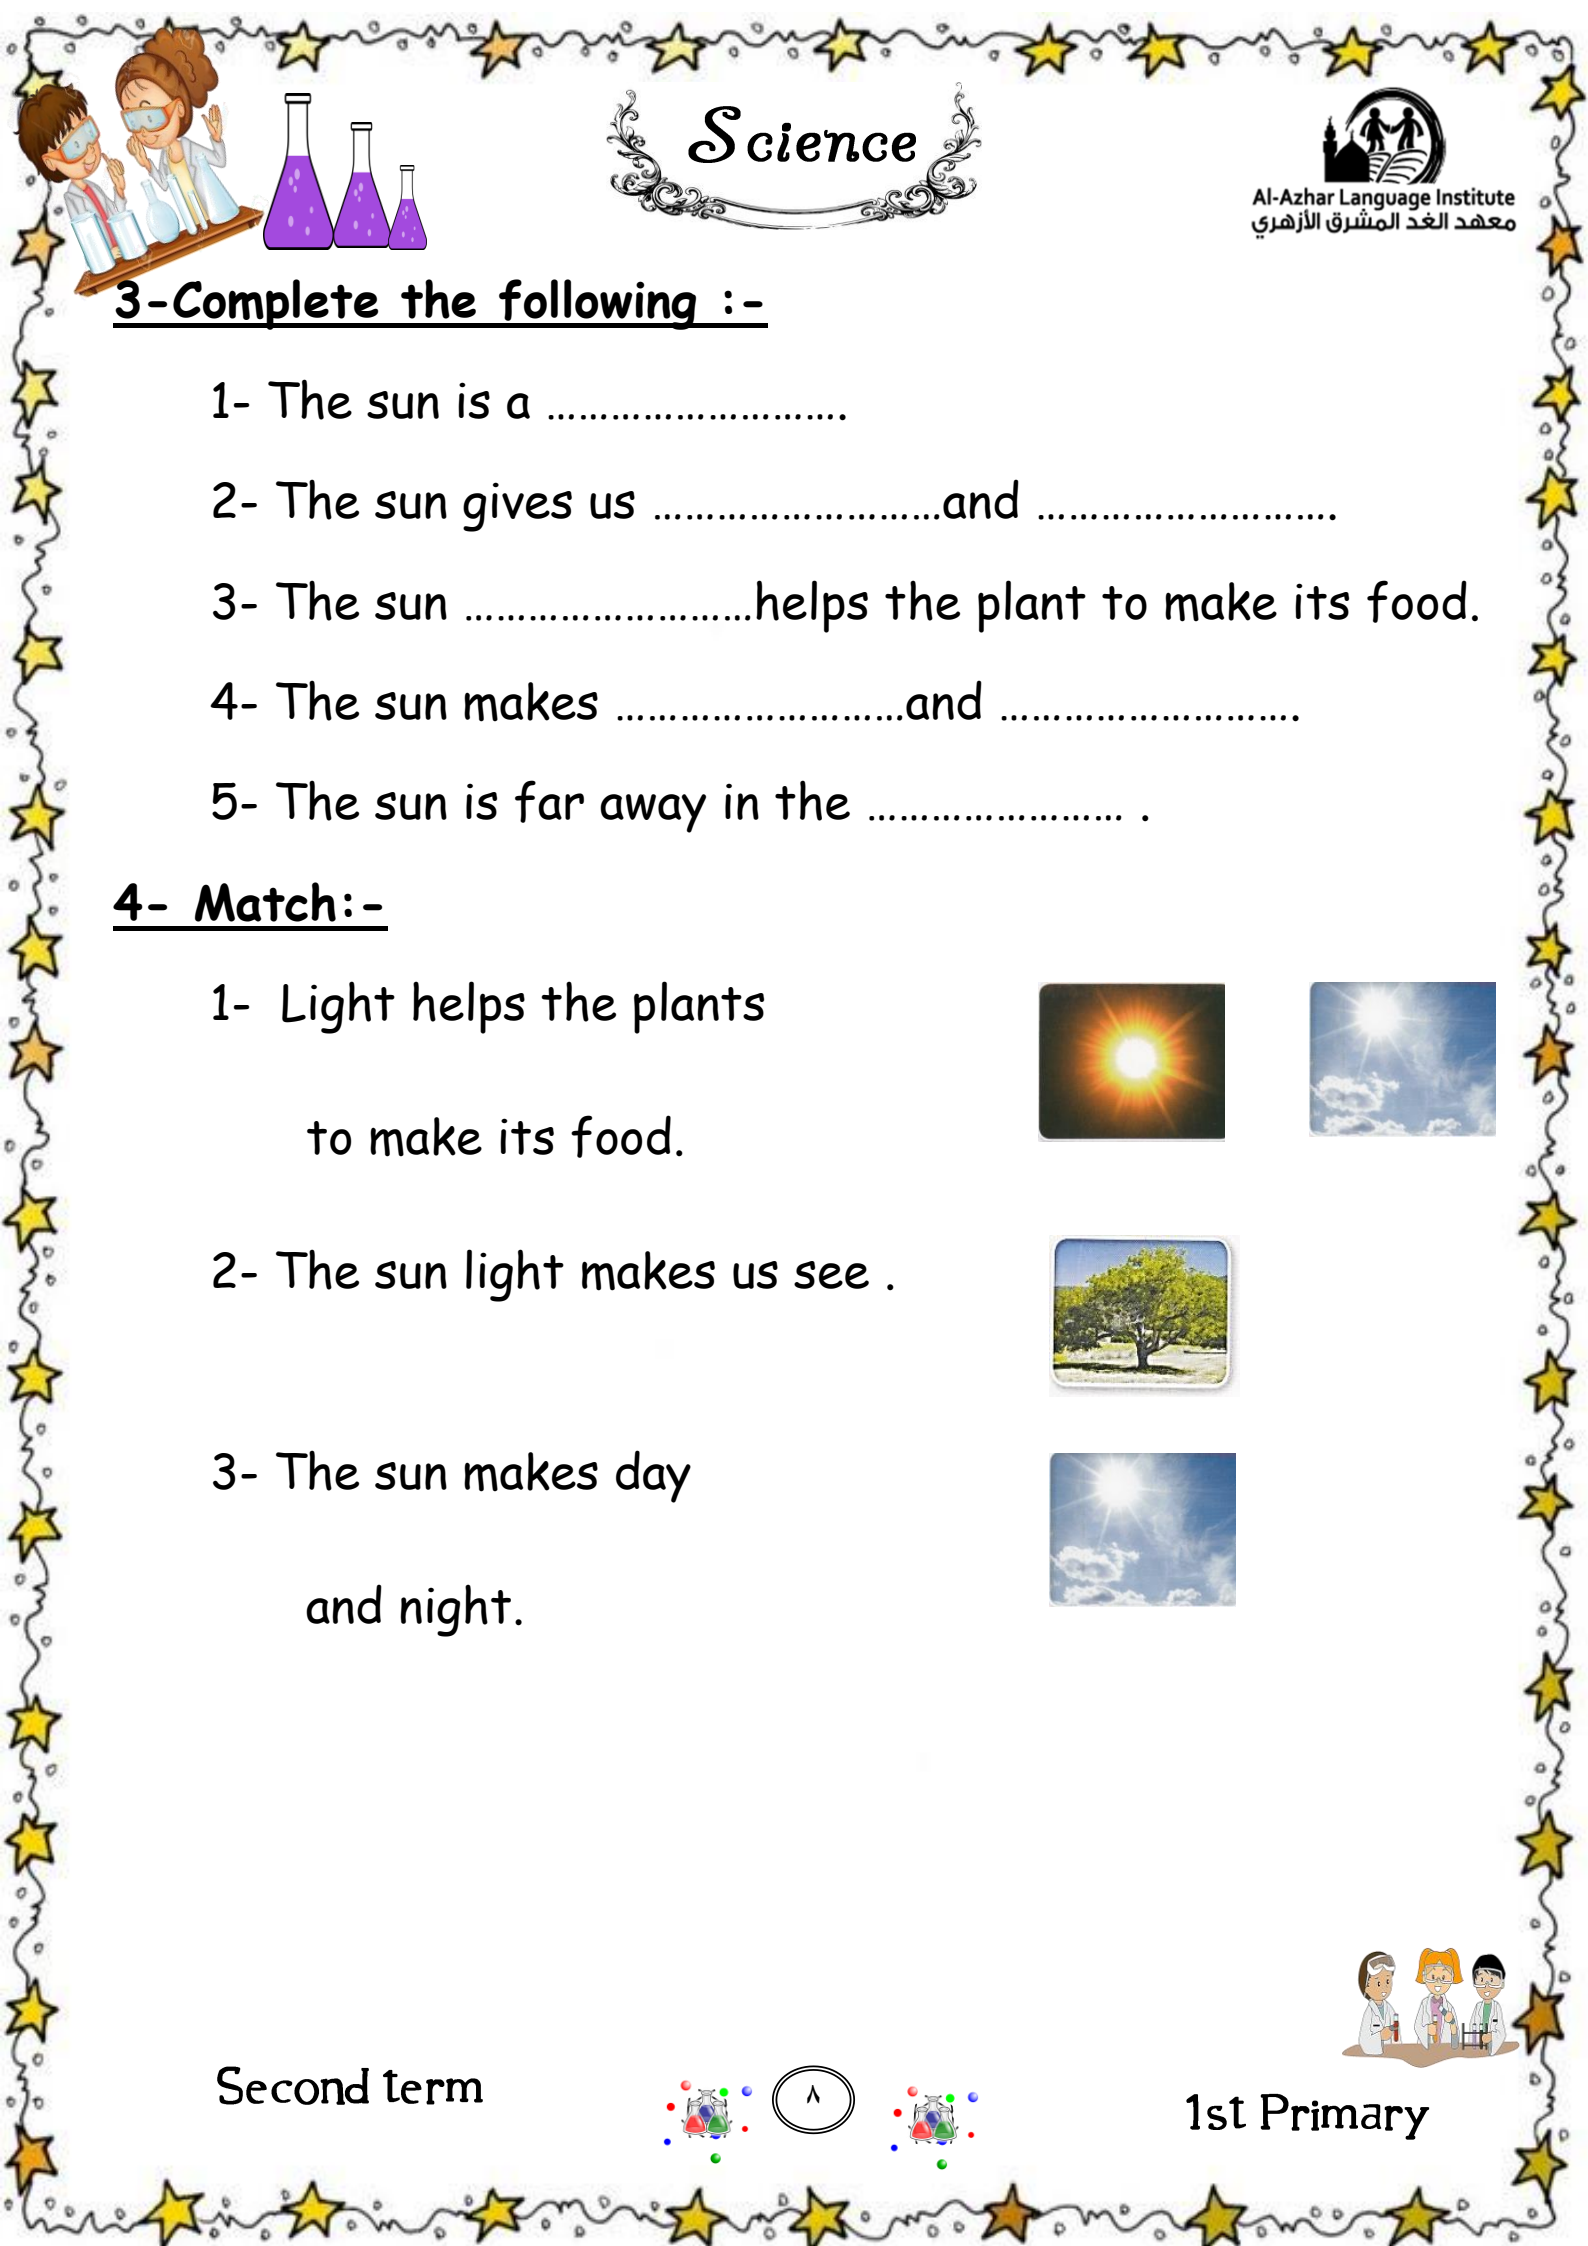 Science
Al-Azhar Language Institute
معهد الغد المشرق الأزهري
3-Complete the following :-
1- The sun is a ……………………….
2- The sun gives us ………………………and ……………………….
3- The sun ………………………helps the plant to make its food.
4- The sun makes ………………………and ……………………….
5- The sun is far away in the …………………… .
4- Match:-
1- Light helps the plants
to make its food.
2- The sun light makes us see .
3- The sun makes day
and night.
Second term
٨
1st Primary